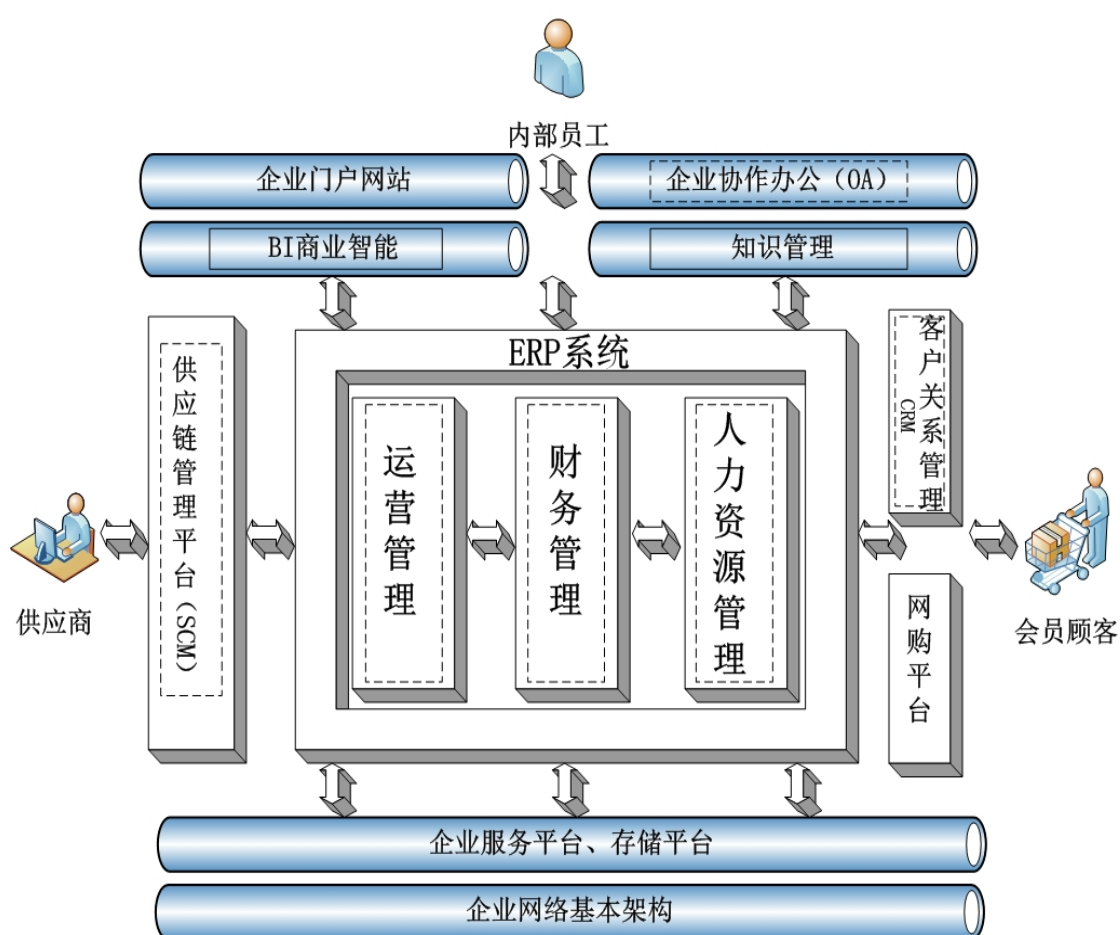 内部员工
企业门户网站
企业协作办公（OA）
BI商业智能
知识管理
ERP系统
供应链管理平台（SCM）
运营管理
财务管理
人力资源管理
客户关系管理
CRM
网购平台
供应商
会员顾客
企业服务平台、存储平台
企业网络基本架构